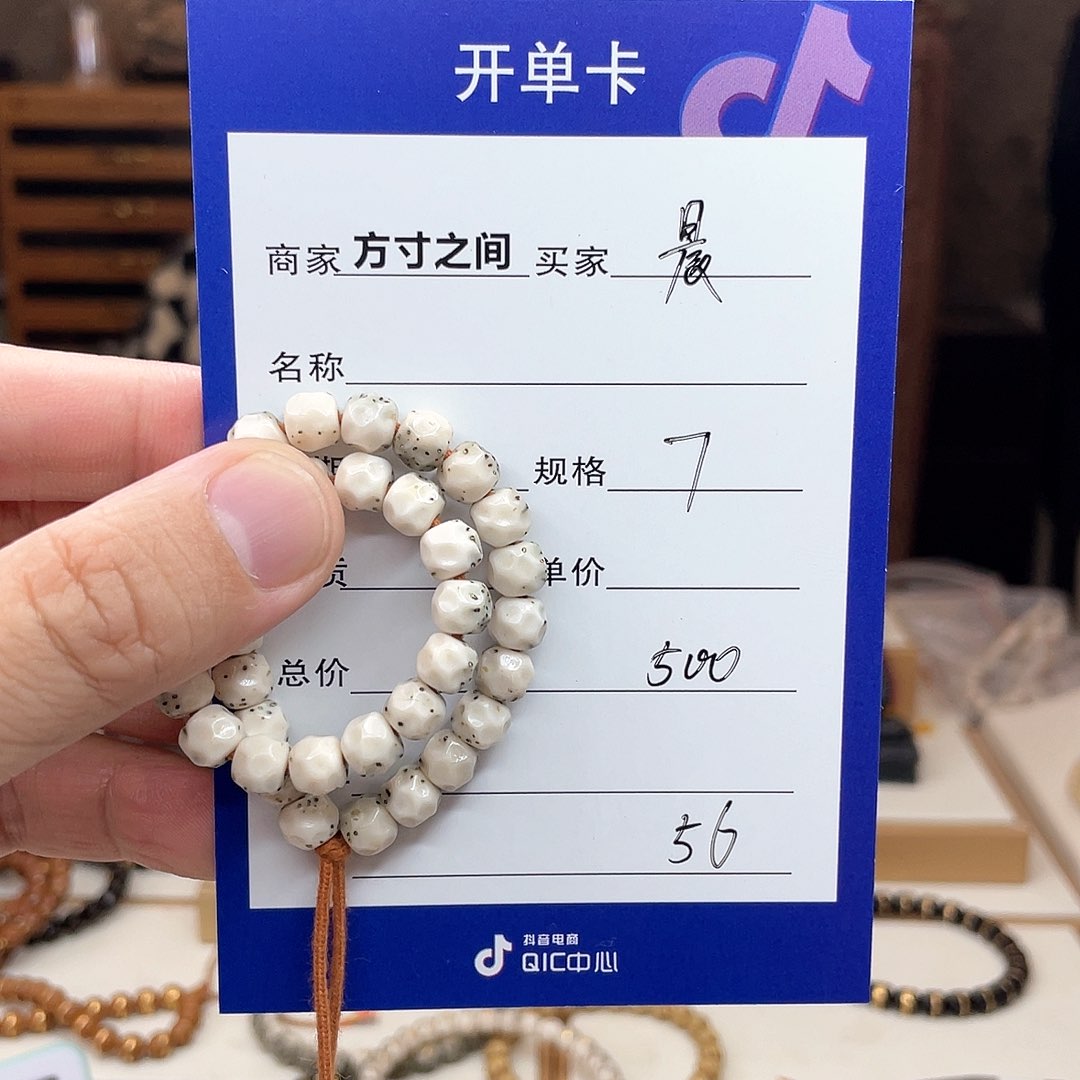 开单卡
商家 方寸之间 买家 晨
名称
规格 7
单价
总价 500
56
抖音电商
QIC中心